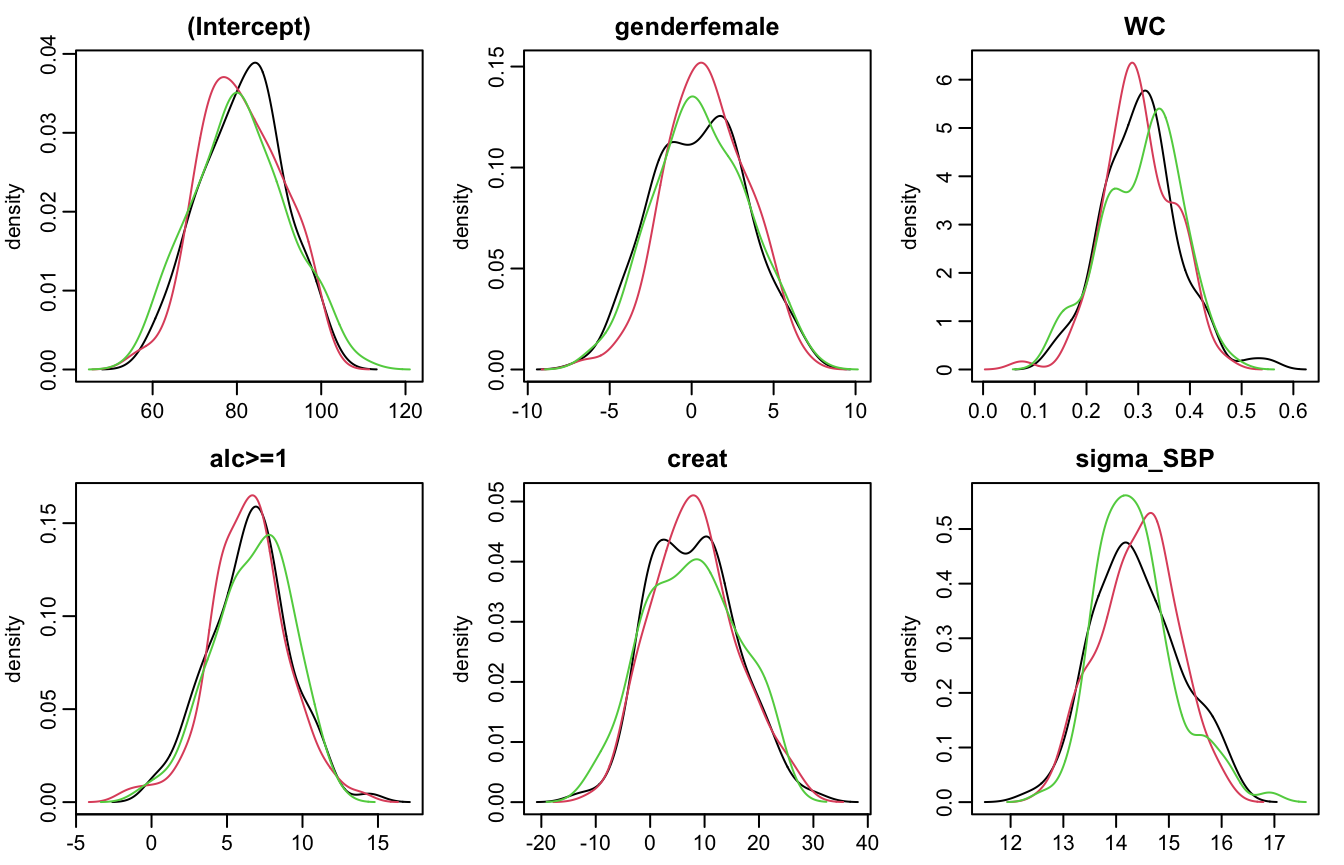 (Intercept)
density
0.00 0.01 0.02 0.03 0.04
60 80 100 120
genderfemale
density
0.00 0.05 0.10 0.15
-10 -5 0 5 10
WC
density
0 1 2 3 4 5 6
0.0 0.1 0.2 0.3 0.4 0.5 0.6
alc>=1
density
0.00 0.05 0.10 0.15
-5 0 5 10 15
creat
density
0.00 0.01 0.02 0.03 0.04 0.05
-20 -10 0 10 20 30 40
sigma_SBP
density
0.0 0.1 0.2 0.3 0.4 0.5
12 13 14 15 16 17